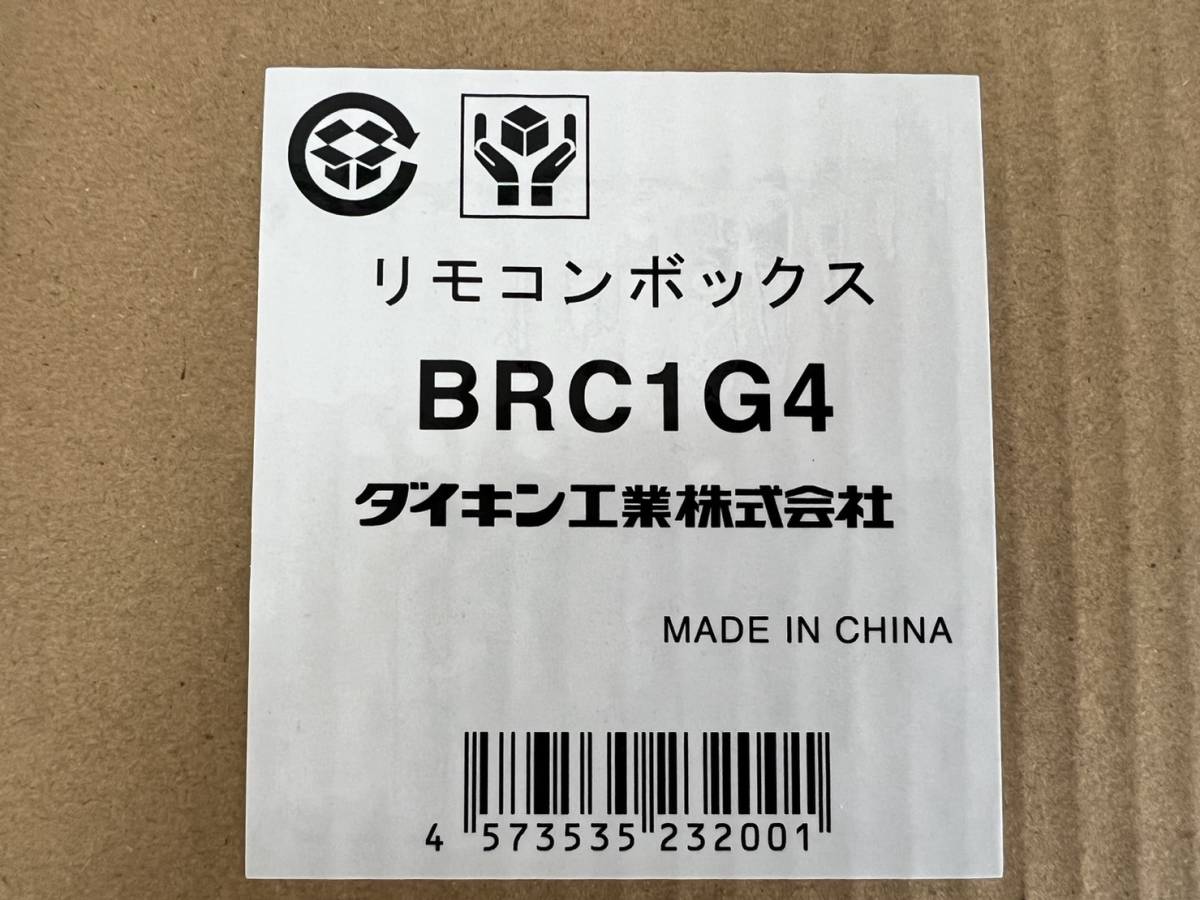 リモコンボックス
BRC1G4
ダイキン工業株式会社
MADE IN CHINA
4 573535 232001